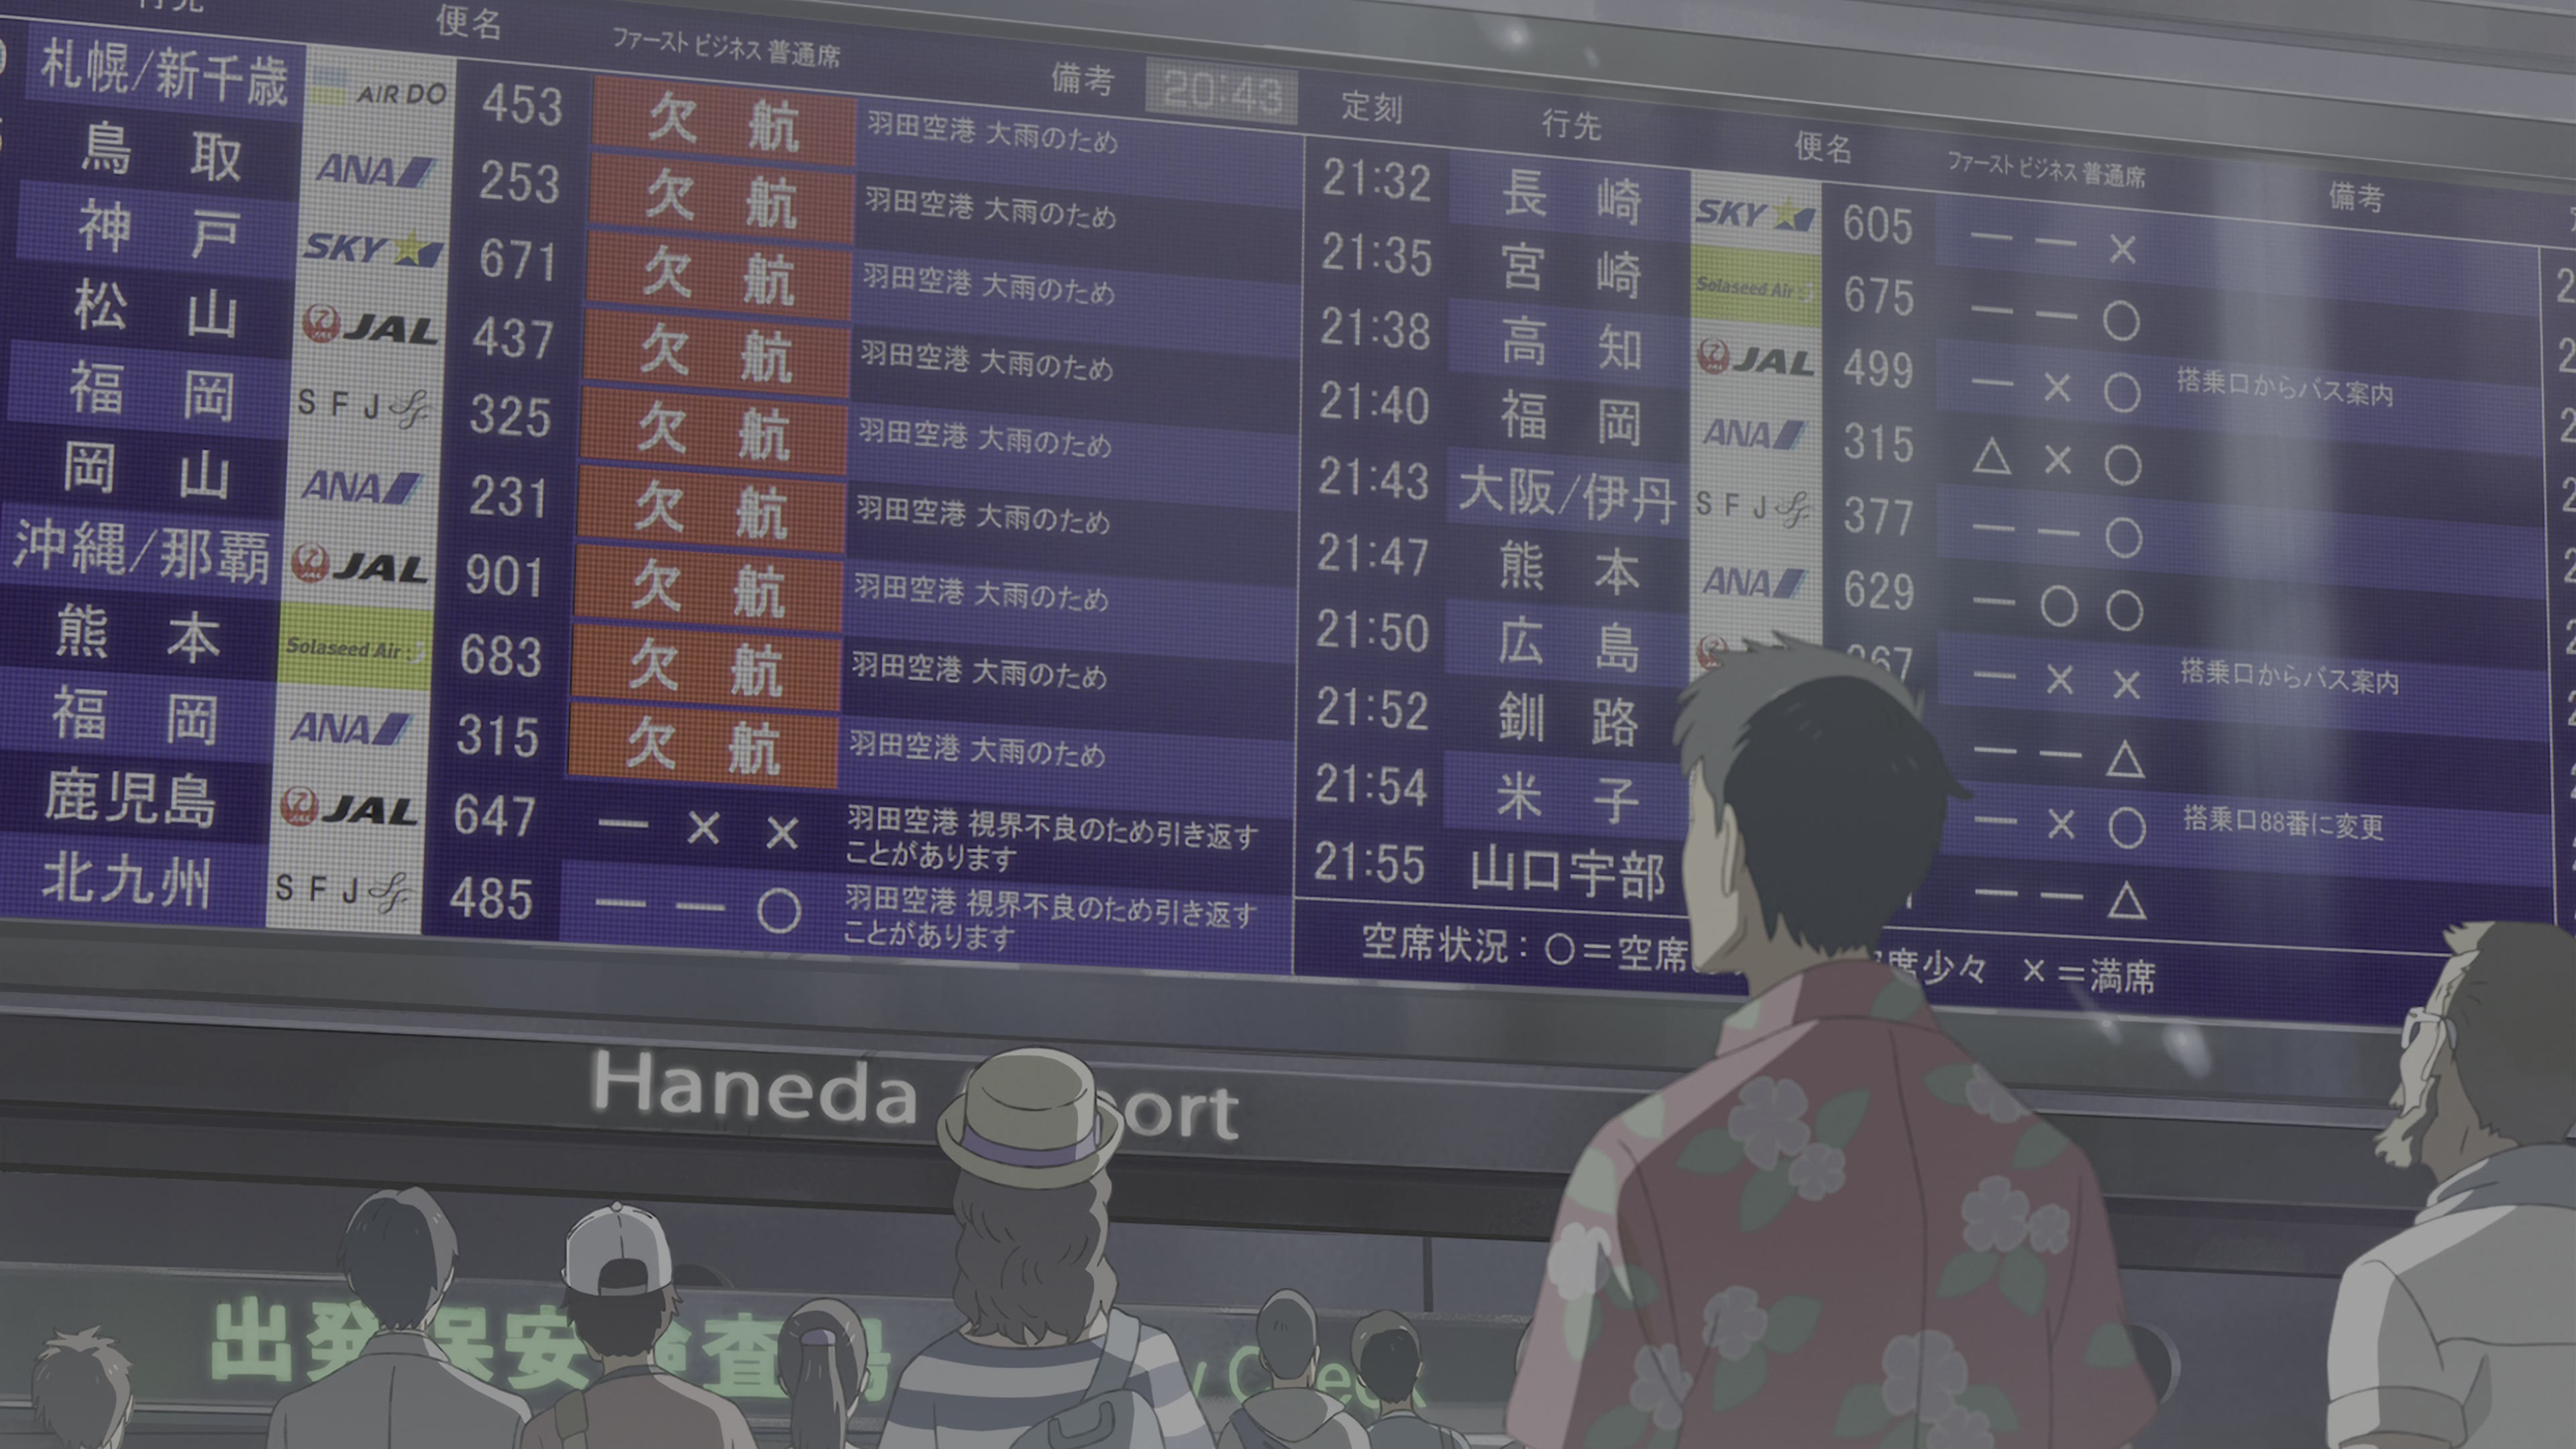 行先 便名 ファースト ビジネス 普通席 備考 20:43
札幌/新千歳 AIR DO 453 欠航 羽田空港 大雨のため
鳥取 ANA 253 欠航 羽田空港 大雨のため
神戸 SKY 671 欠航 羽田空港 大雨のため
松山 JAL 437 欠航 羽田空港 大雨のため
福岡 SFJ 325 欠航 羽田空港 大雨のため
岡山 ANA 231 欠航 羽田空港 大雨のため
沖縄/那覇 JAL 901 欠航 羽田空港 大雨のため
熊本 Solaseed Air 683 欠航 羽田空港 大雨のため
福岡 ANA 315 欠航 羽田空港 大雨のため
鹿児島 JAL 647 — × × 羽田空港 視界不良のため引き返す
ことがあります
北九州 SFJ 485 — — ○ 羽田空港 視界不良のため引き返す
ことがあります
定刻 行先 便名 ファースト ビジネス 普通席 備考
21:32 長崎 SKY 605 — — ×
21:35 宮崎 Solaseed Air 675 — — ○
21:38 高知 JAL 499 — × ○ 搭乗口からバス案内
21:40 福岡 ANA 315 △ × ○
21:43 大阪/伊丹 SFJ 377 — — ○
21:47 熊本 ANA 629 — ○ ○
21:50 広島 67 — × × 搭乗口からバス案内
21:52 釧路 — — △
21:54 米子 — × ○ 搭乗口88番に変更
21:55 山口宇部 — — △
空席状況：○＝空席 席少々 ×＝満席
Haneda ort
出発保安検査場 Check